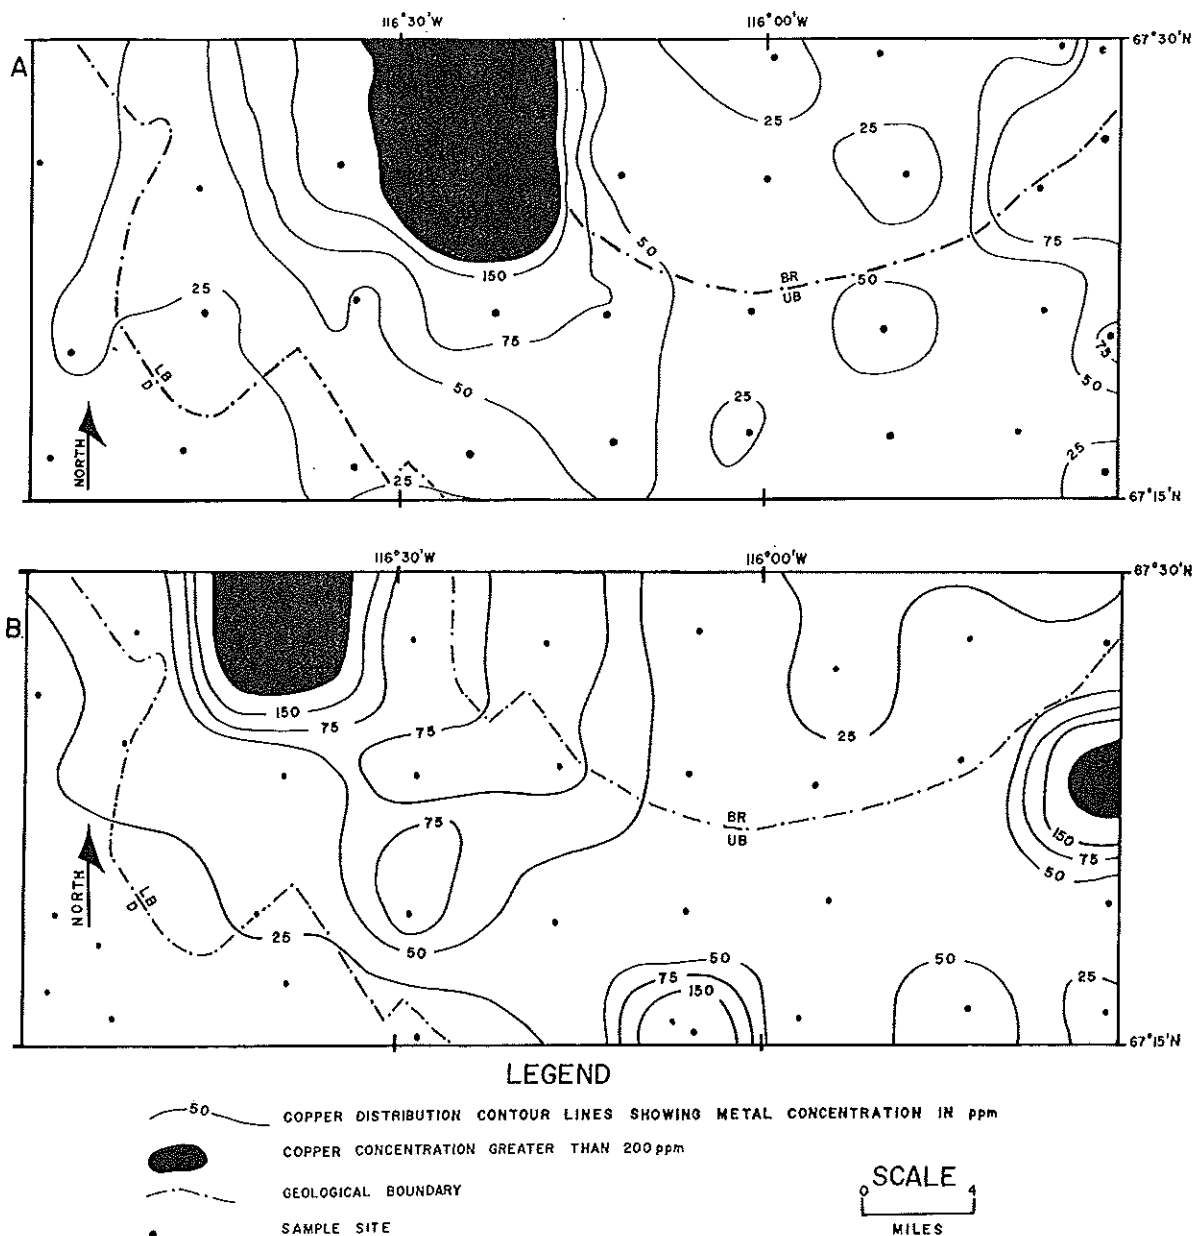 116°30'W 116°00'W
67°30'N
A
25
25
50
75
BR
UB
150
50
25
75
75
50
LB
D
50
25
25
NORTH
25
67°15'N
116°30'W 116°00'W
67°30'N
B.
150
75
75
25
75
BR
UB
150
75
50
LB
D
NORTH
25
50
50
50
75
150
25
67°15'N
LEGEND
50 COPPER DISTRIBUTION CONTOUR LINES SHOWING METAL CONCENTRATION IN ppm
COPPER CONCENTRATION GREATER THAN 200 ppm
GEOLOGICAL BOUNDARY
SAMPLE SITE
SCALE
0 4
MILES